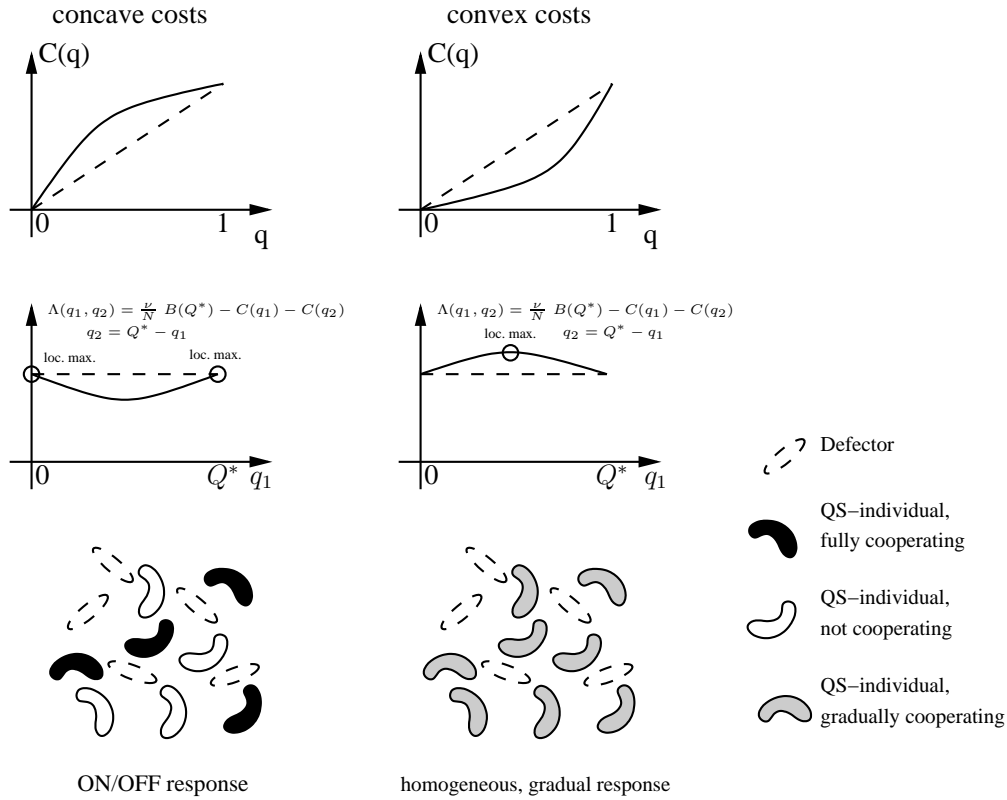 concave costs
convex costs
C(q)
C(q)
0
1
q
0
1
q
Λ(q₁, q₂) = ν/N B(Q*) − C(q₁) − C(q₂)
q₂ = Q* − q₁
loc. max.
loc. max.
Λ(q₁, q₂) = ν/N B(Q*) − C(q₁) − C(q₂)
q₂ = Q* − q₁
loc. max.
0
Q* q₁
0
Q* q₁
Defector
QS−individual,
fully cooperating
QS−individual,
not cooperating
QS−individual,
gradually cooperating
ON/OFF response
homogeneous, gradual response